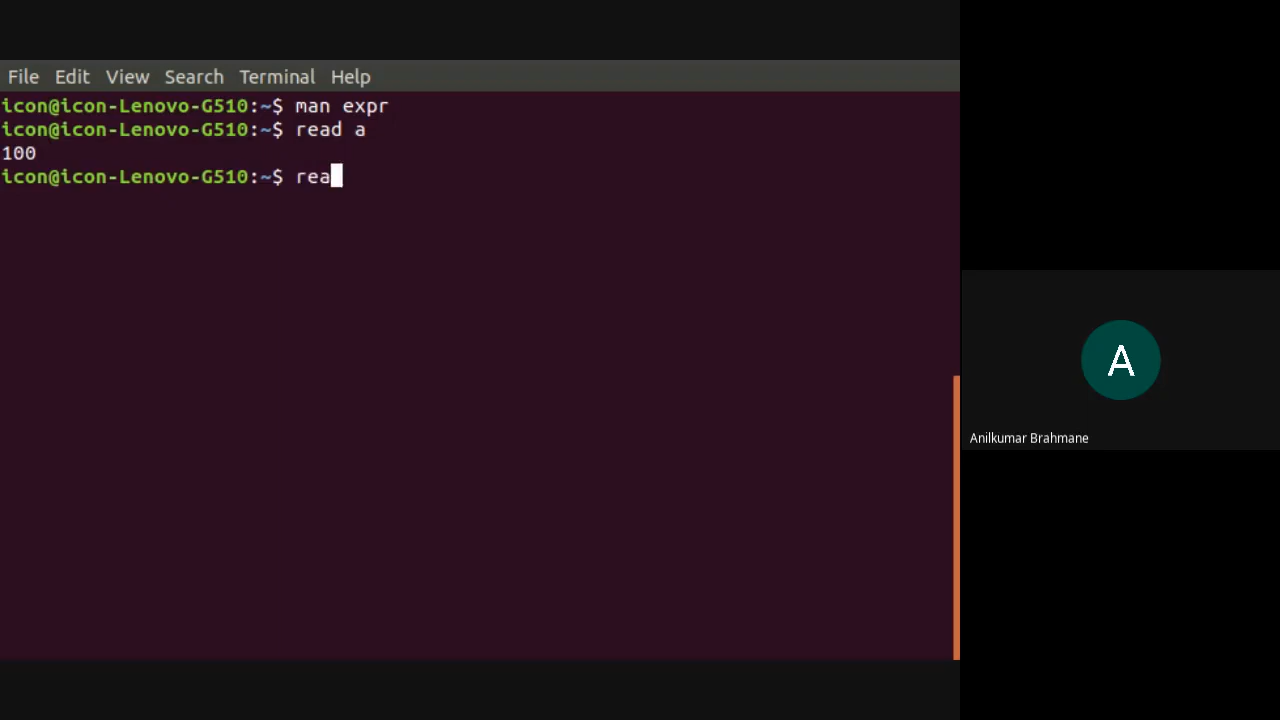 File Edit View Search Terminal Help
icon@icon-Lenovo-G510:~$ man expr
icon@icon-Lenovo-G510:~$ read a
100
icon@icon-Lenovo-G510:~$ rea
A
Anilkumar Brahmane